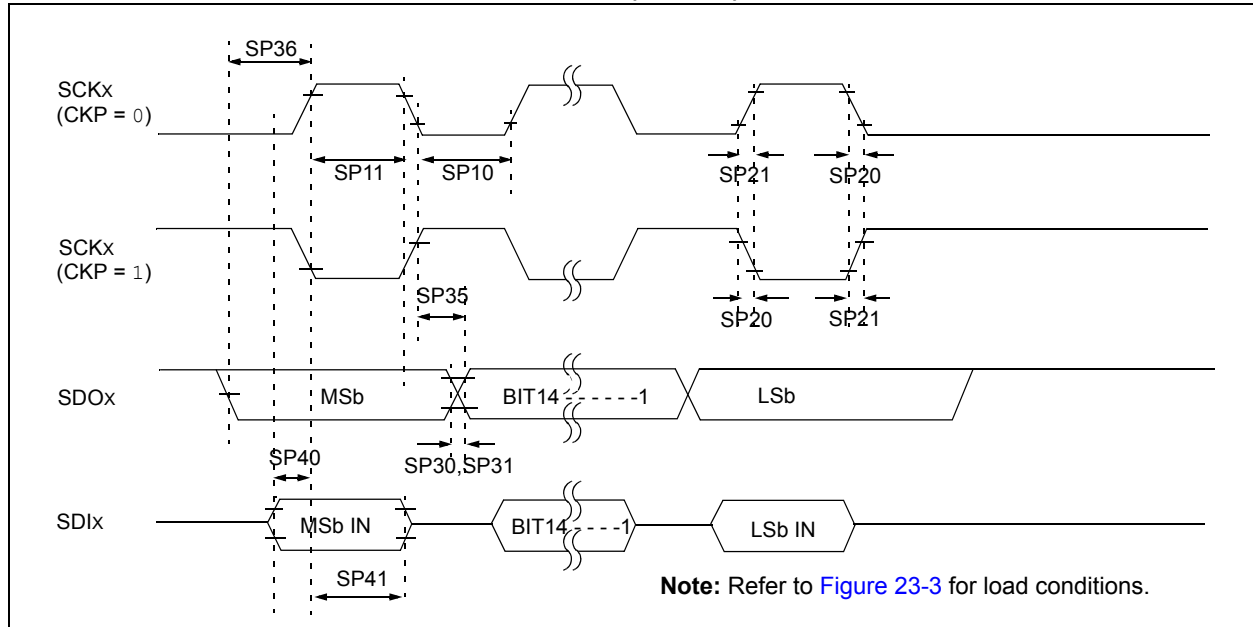 SP36
SCKx
(CKP = 0)
SP11
SP10
SP21
SP20
SCKx
(CKP = 1)
SP35
SP20
SP21
SDOx
MSb
BIT14 - - - - - -1
LSb
SP40
SP30,SP31
SDIx
MSb IN
BIT14 - - - -1
LSb IN
SP41
Note: Refer to Figure 23-3 for load conditions.